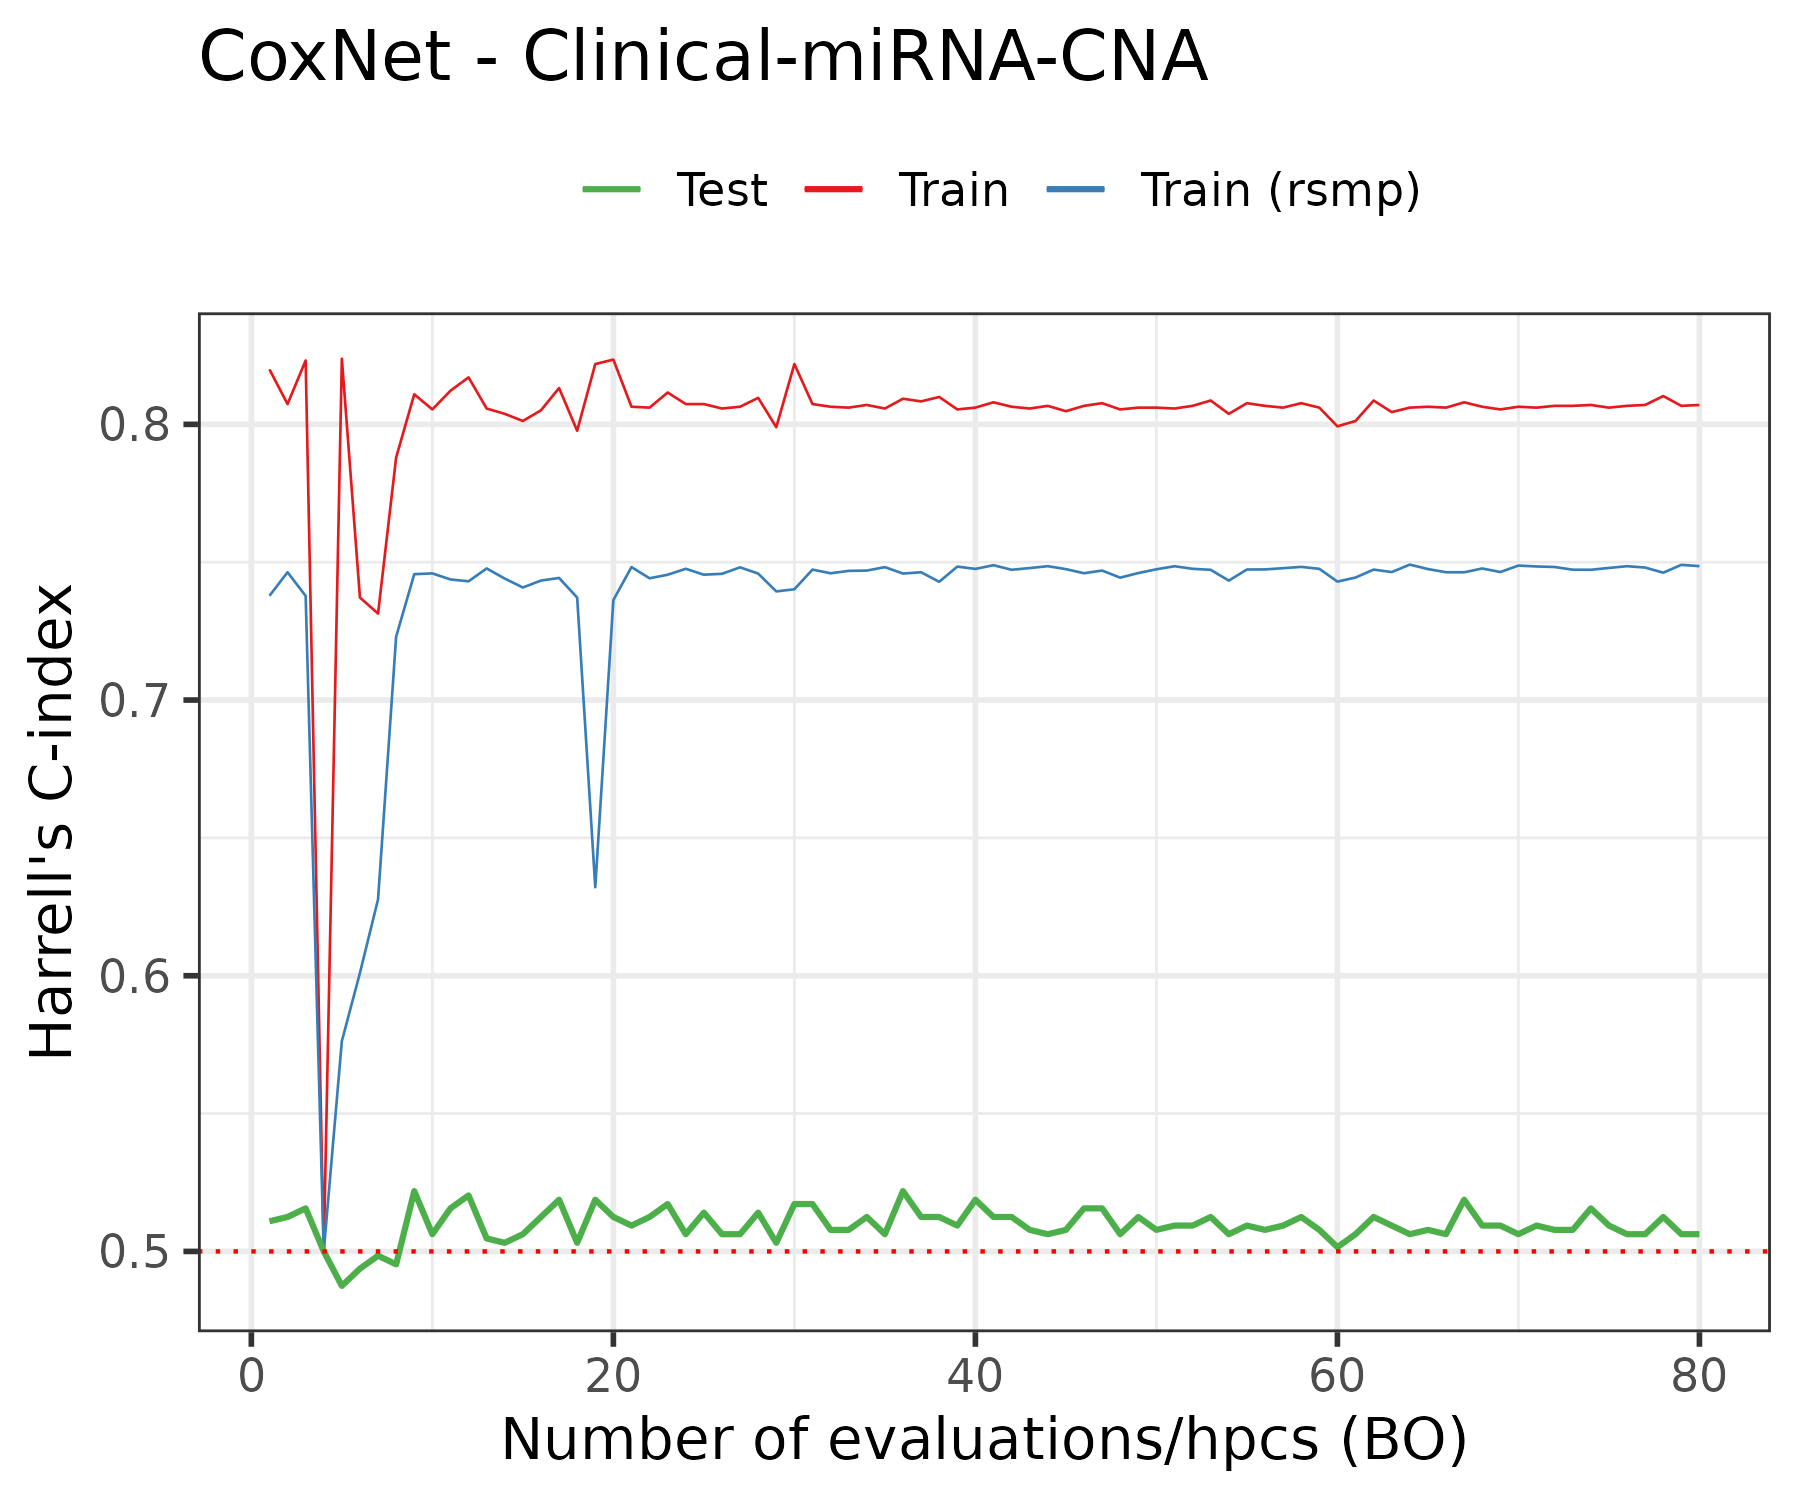 CoxNet - Clinical-miRNA-CNA
Test Train Train (rsmp)
Harrell's C-index
0.8
0.7
0.6
0.5
0 20 40 60 80
Number of evaluations/hpcs (BO)